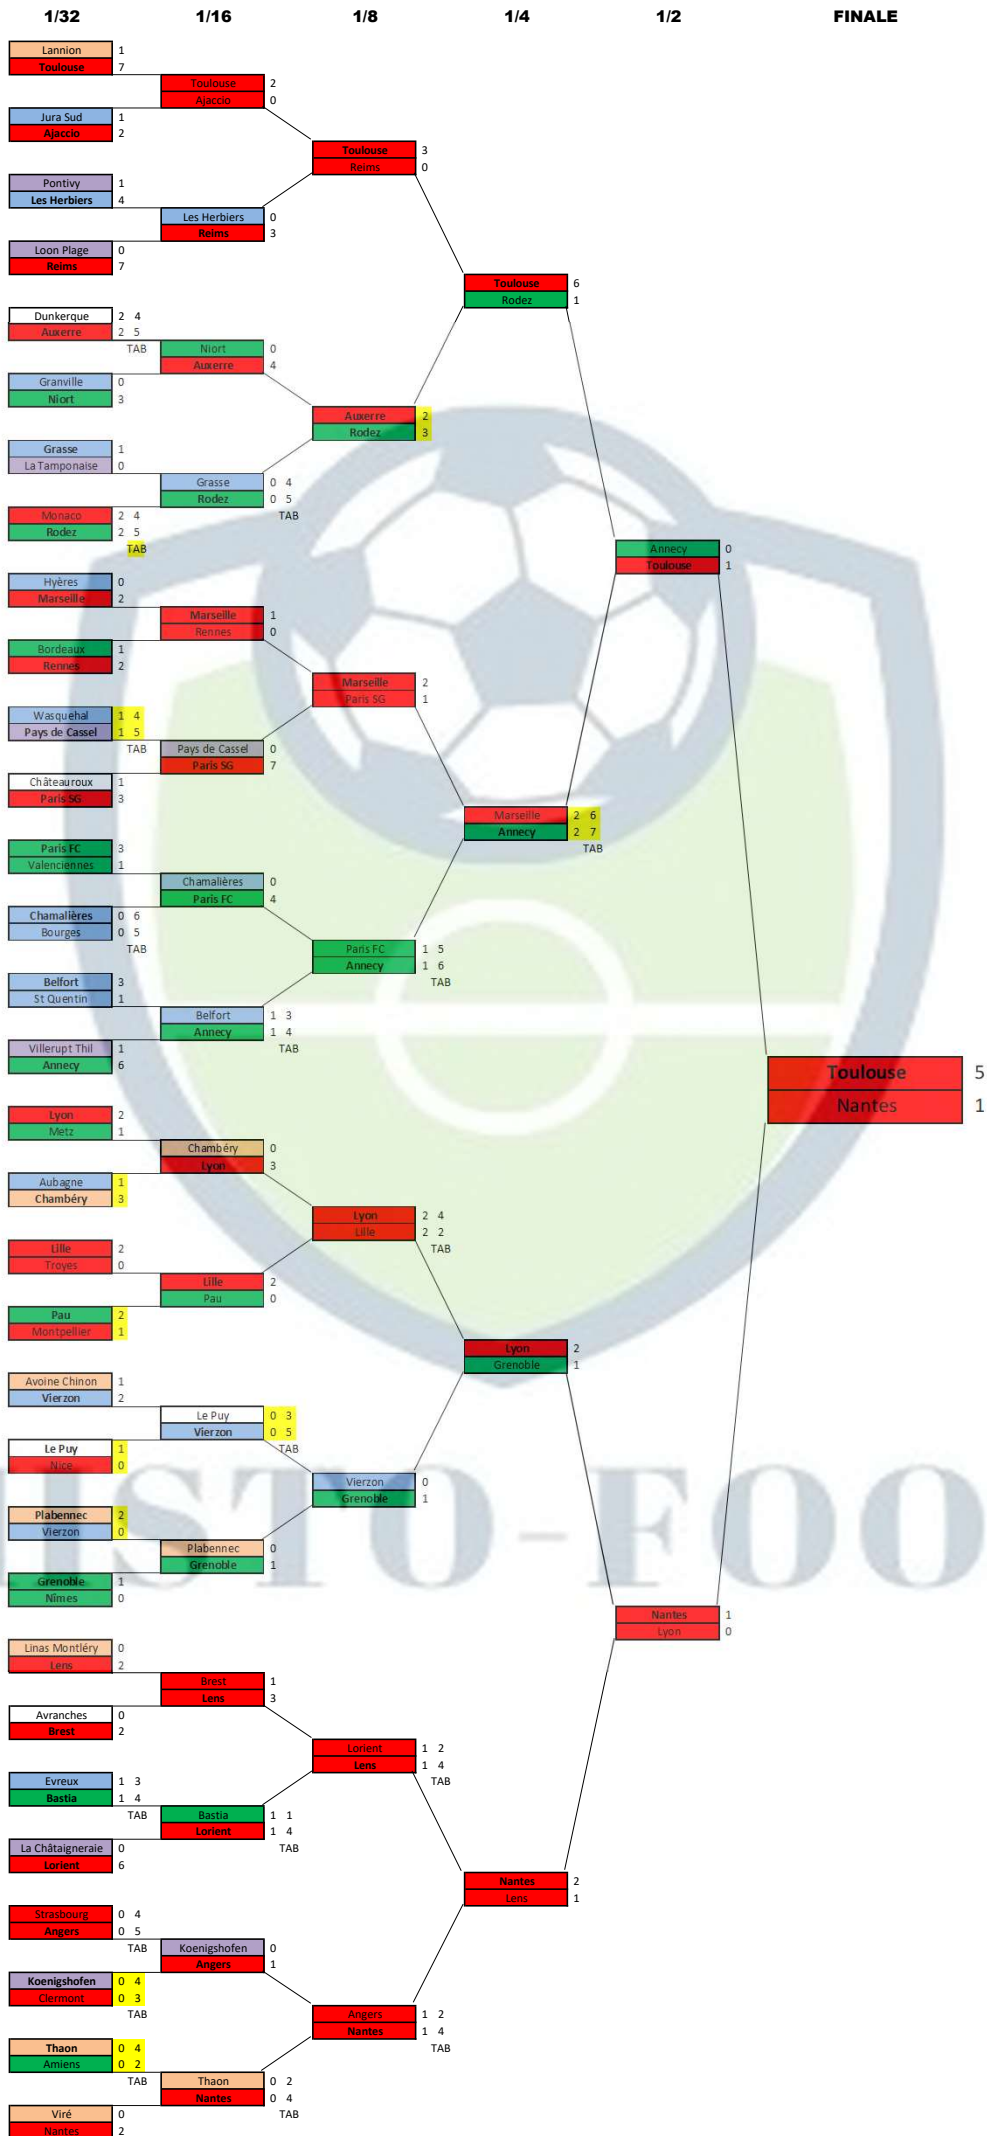 1/32 1/16 1/8 1/4 1/2 FINALE
Lannion 1
Toulouse 7
Toulouse 2
Ajaccio 0
Jura Sud 1
Ajaccio 2
Toulouse 3
Reims 0
Pontivy 1
Les Herbiers 4
Les Herbiers 0
Reims 3
Loon Plage 0
Reims 7
Toulouse 6
Rodez 1
Dunkerque 2 4
Auxerre 2 5
TAB
Niort 0
Auxerre 4
Granville 0
Niort 3
Auxerre 2
Rodez 3
Grasse 1
La Tamponaise 0
Grasse 0 4
Rodez 0 5
TAB
Monaco 2 4
Rodez 2 5
TAB
Annecy 0
Toulouse 1
Hyères 0
Marseille 2
Marseille 1
Rennes 0
Bordeaux 1
Rennes 2
Marseille 2
Paris SG 1
Wasquehal 1 4
Pays de Cassel 1 5
TAB
Pays de Cassel 0
Paris SG 7
Châteauroux 1
Paris SG 3
Marseille 2 6
Annecy 2 7
TAB
Paris FC 3
Valenciennes 1
Chamalières 0
Paris FC 4
Chamalières 0 6
Bourges 0 5
TAB
Paris FC 1 5
Annecy 1 6
TAB
Belfort 3
St Quentin 1
Belfort 1 3
Annecy 1 4
TAB
Villerupt Thil 1
Annecy 6
Toulouse 5
Nantes 1
Lyon 2
Metz 1
Chambéry 0
Lyon 3
Aubagne 1
Chambéry 3
Lyon 2 4
Lille 2 2
TAB
Lille 2
Troyes 0
Lille 2
Pau 0
Pau 2
Montpellier 1
Lyon 2
Grenoble 1
Avoine Chinon 1
Vierzon 2
Le Puy 0 3
Vierzon 0 5
TAB
Le Puy 1
Nice 0
Vierzon 0
Grenoble 1
Plabennec 2
Vierzon 0
Plabennec 0
Grenoble 1
Grenoble 1
Nîmes 0
ISTO-FOO
Nantes 1
Lyon 0
Linas Montléry 0
Lens 2
Brest 1
Lens 3
Avranches 0
Brest 2
Lorient 1 2
Lens 1 4
TAB
Evreux 1 3
Bastia 1 4
TAB
Bastia 1 1
Lorient 1 4
TAB
La Châtaigneraie 0
Lorient 6
Nantes 2
Lens 1
Strasbourg 0 4
Angers 0 5
TAB
Koenigshofen 0
Angers 1
Koenigshofen 0 4
Clermont 0 3
TAB
Angers 1 2
Nantes 1 4
TAB
Thaon 0 4
Amiens 0 2
TAB
Thaon 0 2
Nantes 0 4
TAB
Viré 0
Nantes 2